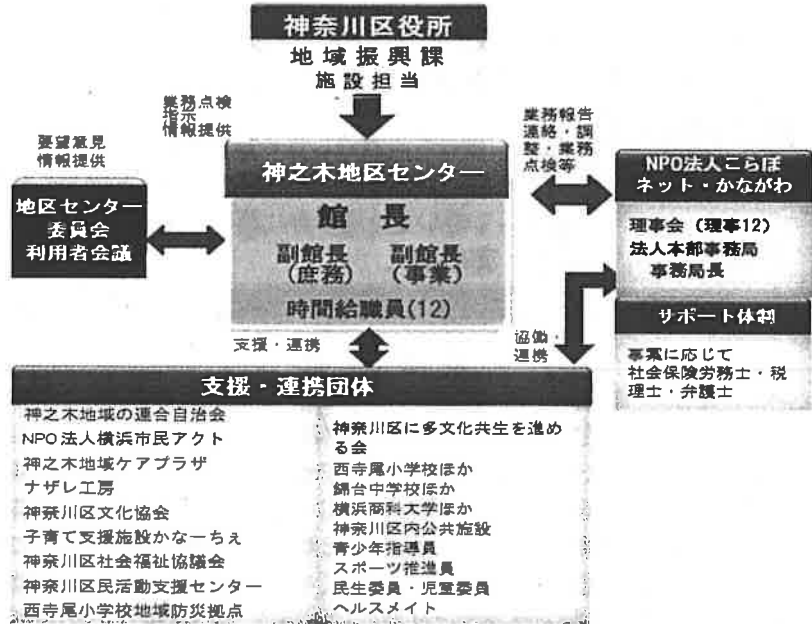 神奈川区役所
地域振興課
施設担当
業務点検
指示
情報提供
業務報告
連絡・調
整・業務
点検等
要望意見
情報提供
地区センター
委員会
利用者会議
神之木地区センター
館 長
副館長
(庶務)
副館長
(事業)
時間給職員(12)
NPO法人こらぼ
ネット・かながわ
理事会(理事12)
法人本部事務局
事務局長
サポート体制
事案に応じて
社会保険労務士・税
理士・弁護士
支援・連携
協働・
連携
支援・連携団体
神之木地域の連合自治会
NPO法人横浜市民アクト
神之木地域ケアプラザ
ナザレ工房
神奈川区文化協会
子育て支援施設かなーちぇ
神奈川区社会福祉協議会
神奈川区民活動支援センター
西寺尾小学校地域防災拠点
神奈川区に多文化共生を進め
る会
西寺尾小学校ほか
錦台中学校ほか
横浜商科大学ほか
神奈川区内公共施設
青少年指導員
スポーツ推進員
民生委員・児童委員
ヘルスメイト